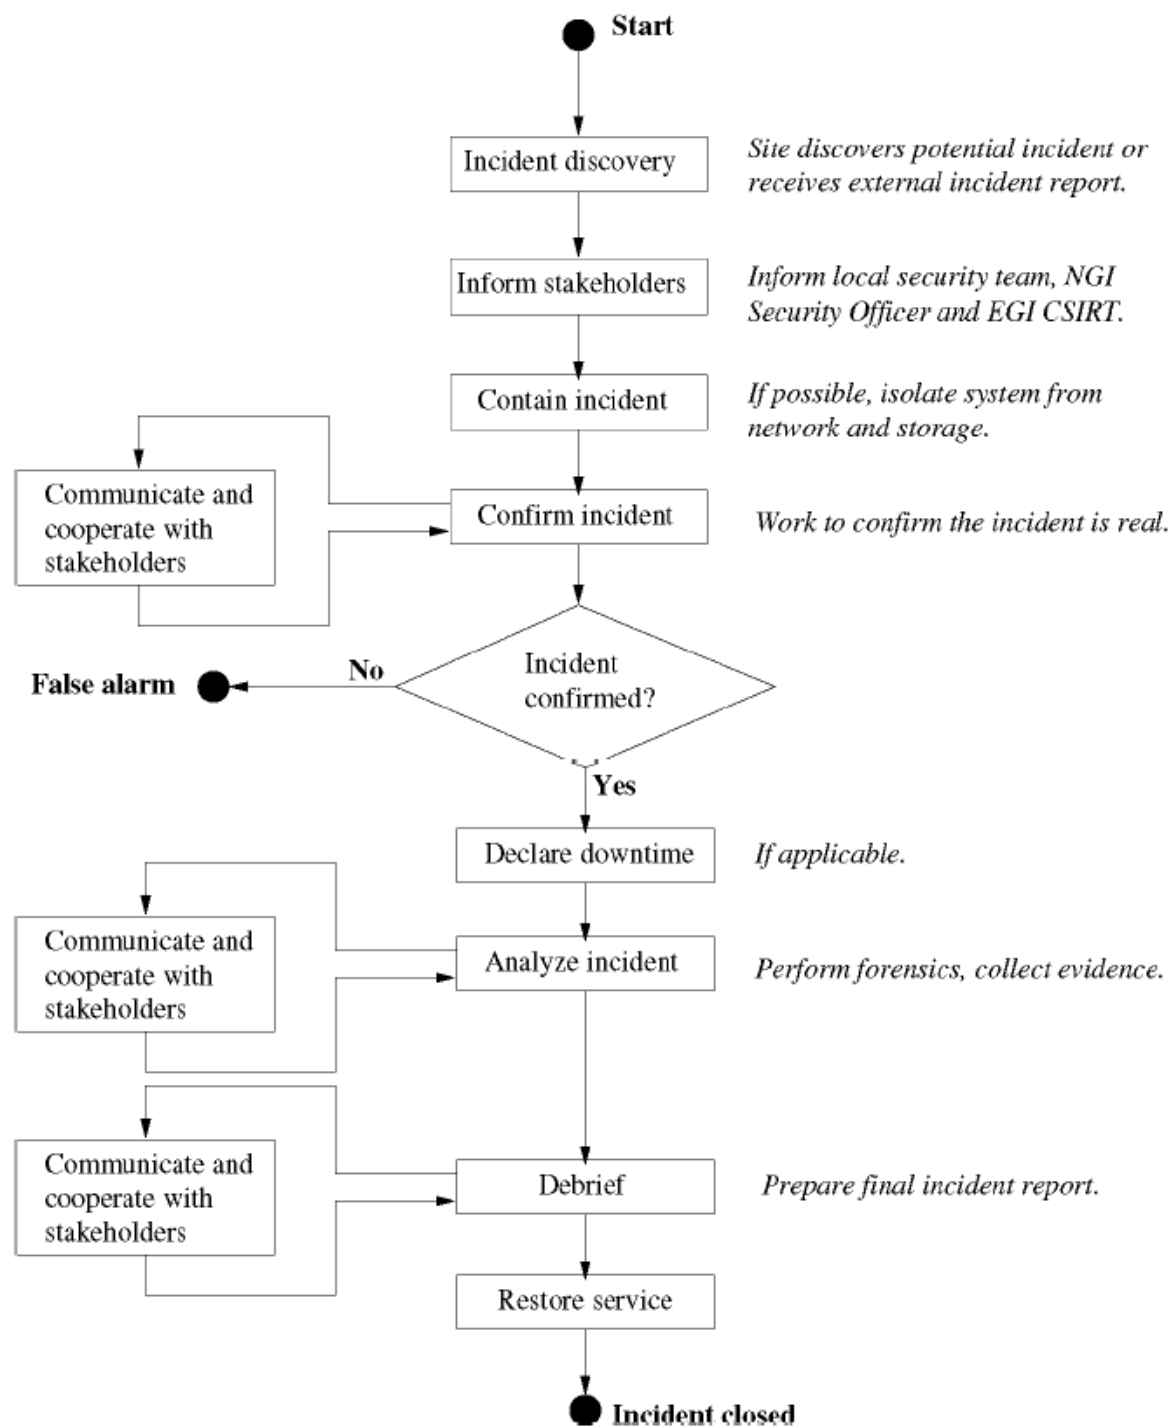 Start
Incident discovery
Site discovers potential incident or
receives external incident report.
Inform stakeholders
Inform local security team, NGI
Security Officer and EGI CSIRT.
Contain incident
If possible, isolate system from
network and storage.
Communicate and
cooperate with
stakeholders
Confirm incident
Work to confirm the incident is real.
Incident
confirmed?
No
False alarm
Yes
Declare downtime
If applicable.
Communicate and
cooperate with
stakeholders
Analyze incident
Perform forensics, collect evidence.
Communicate and
cooperate with
stakeholders
Debrief
Prepare final incident report.
Restore service
Incident closed